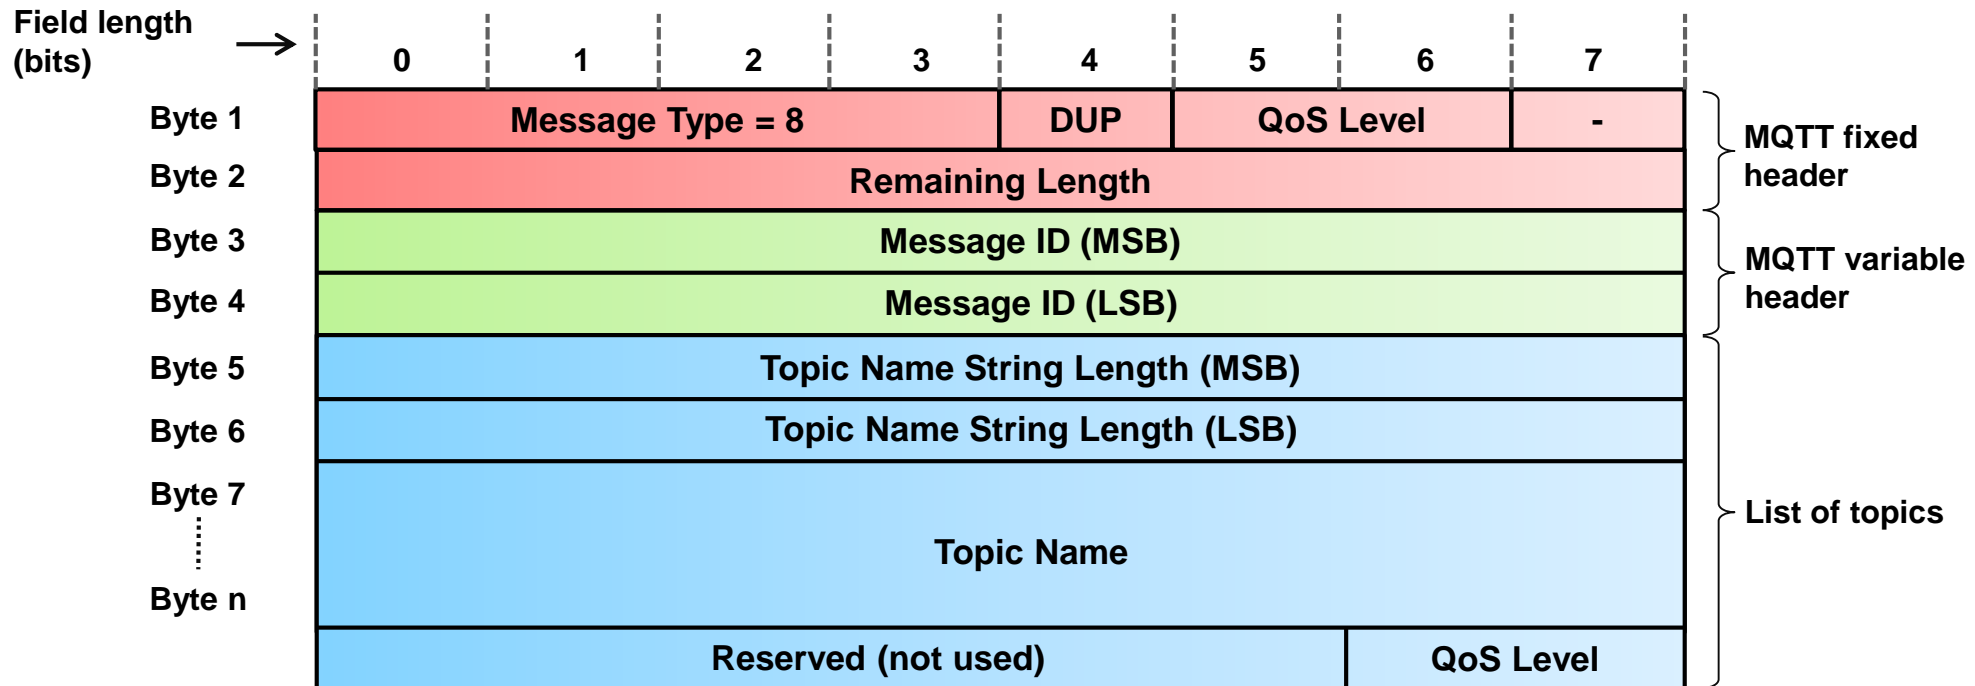 Field length
(bits)
0 1 2 3 4 5 6 7
Byte 1 Message Type = 8 DUP QoS Level -
MQTT fixed
header
Byte 2 Remaining Length
Byte 3 Message ID (MSB)
MQTT variable
header
Byte 4 Message ID (LSB)
Byte 5 Topic Name String Length (MSB)
Byte 6 Topic Name String Length (LSB)
Byte 7
List of topics
Topic Name
Byte n
Reserved (not used) QoS Level